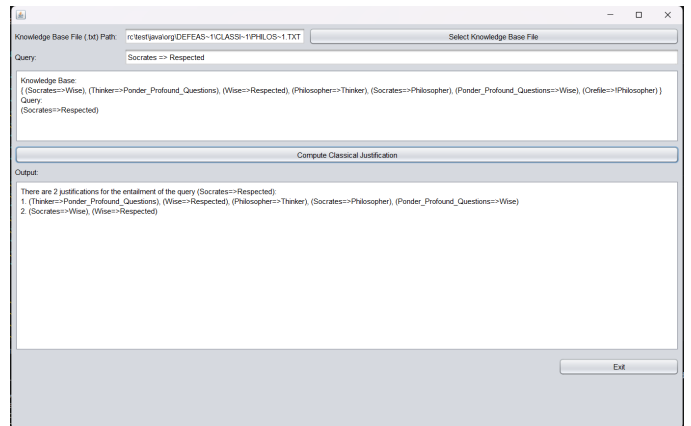 Knowledge Base File (.txt) Path: rc\test\java\org\DEFEAS~1\CLASSI~1\PHILOS~1.TXT Select Knowledge Base File
Query: Socrates => Respected
Knowledge Base:
{ (Socrates=>Wise), (Thinker=>Ponder_Profound_Questions), (Wise=>Respected), (Philosopher=>Thinker), (Socrates=>Philosopher), (Ponder_Profound_Questions=>Wise), (Orefile=>!Philosopher) }
Query:
(Socrates=>Respected)
Compute Classical Justification
Output:
There are 2 justifications for the entailment of the query (Socrates=>Respected):
1. (Thinker=>Ponder_Profound_Questions), (Wise=>Respected), (Philosopher=>Thinker), (Socrates=>Philosopher), (Ponder_Profound_Questions=>Wise)
2. (Socrates=>Wise), (Wise=>Respected)
Exit